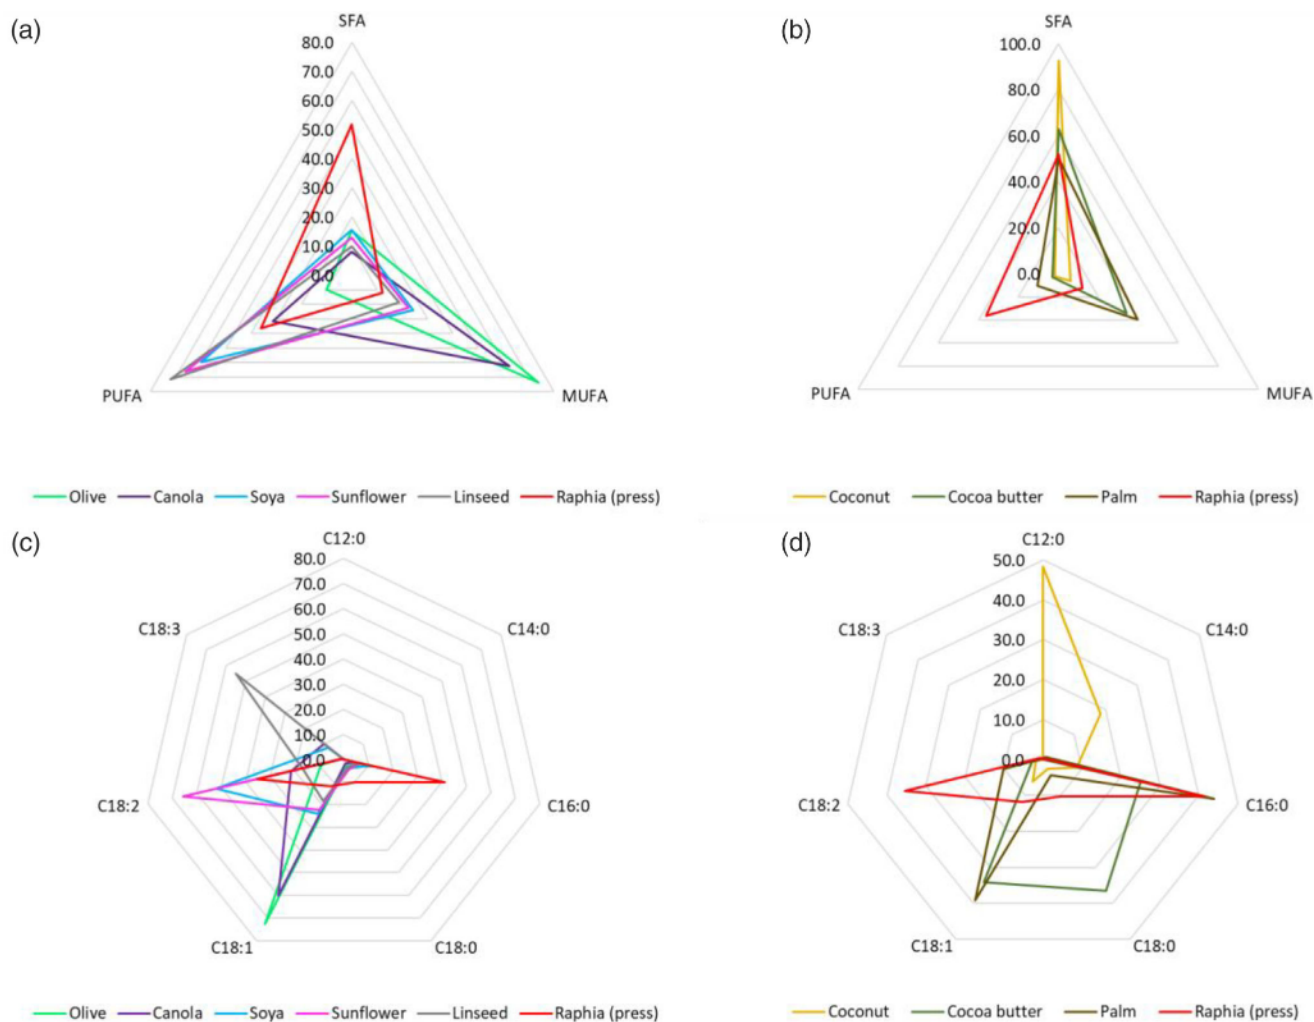 (a)
SFA
80.0
70.0
60.0
50.0
40.0
30.0
20.0
10.0
0.0
PUFA
MUFA
Olive Canola Soya Sunflower Linseed Raphia (press)
(b)
SFA
100.0
80.0
60.0
40.0
20.0
0.0
PUFA
MUFA
Coconut Cocoa butter Palm Raphia (press)
(c)
C12:0
80.0
70.0
60.0
50.0
40.0
30.0
20.0
10.0
0.0
C14:0
C16:0
C18:0
C18:1
C18:2
C18:3
Olive Canola Soya Sunflower Linseed Raphia (press)
(d)
C12:0
50.0
40.0
30.0
20.0
10.0
0.0
C14:0
C16:0
C18:0
C18:1
C18:2
C18:3
Coconut Cocoa butter Palm Raphia (press)